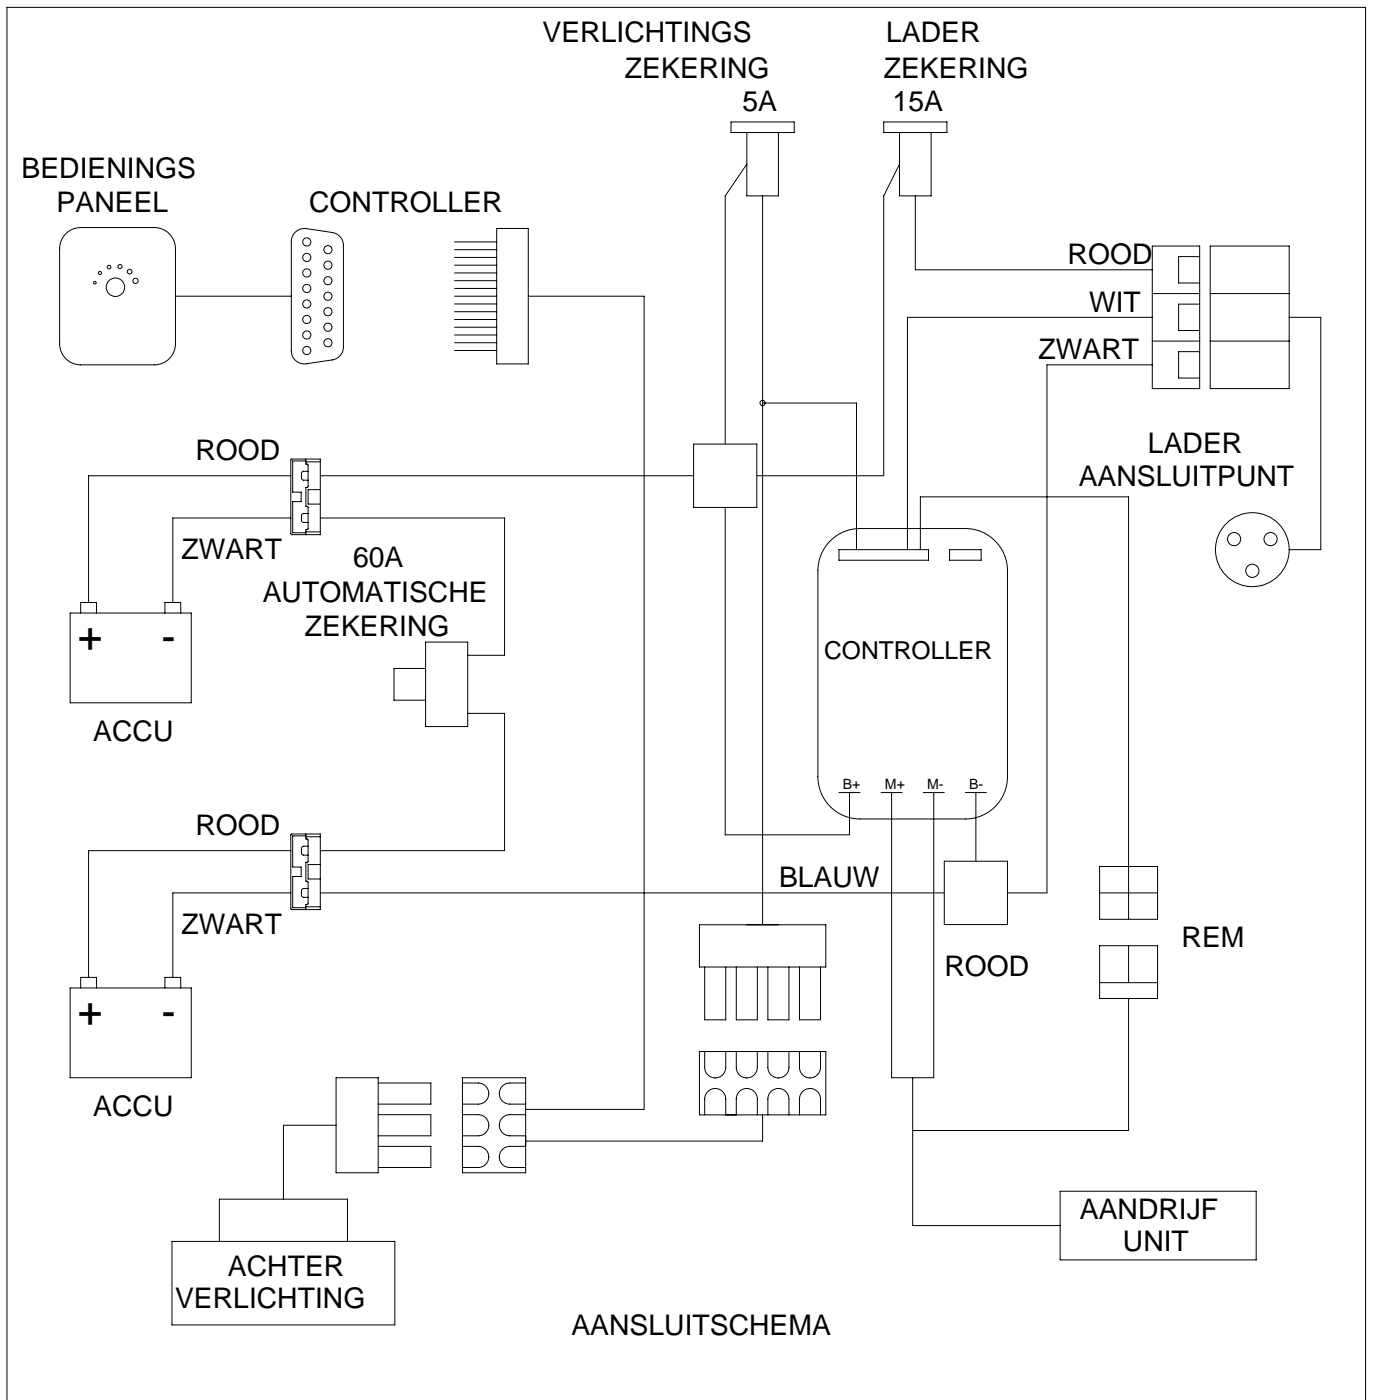 VERLICHTINGS
ZEKERING
5A
LADER
ZEKERING
15A
BEDIENINGS
PANEEL
CONTROLLER
ROOD
WIT
ZWART
LADER
AANSLUITPUNT
ROOD
ZWART
60A
AUTOMATISCHE
ZEKERING
+ -
ACCU
CONTROLLER
B+ M+ M- B-
ROOD
ZWART
BLAUW
ROOD
REM
+ -
ACCU
ACHTER
VERLICHTING
AANDRIJF
UNIT
AANSLUITSCHEMA